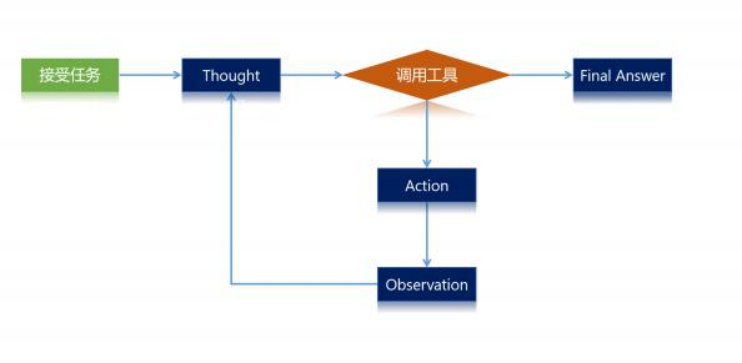 接受任务
Thought
调用工具
Final Answer
Action
Observation